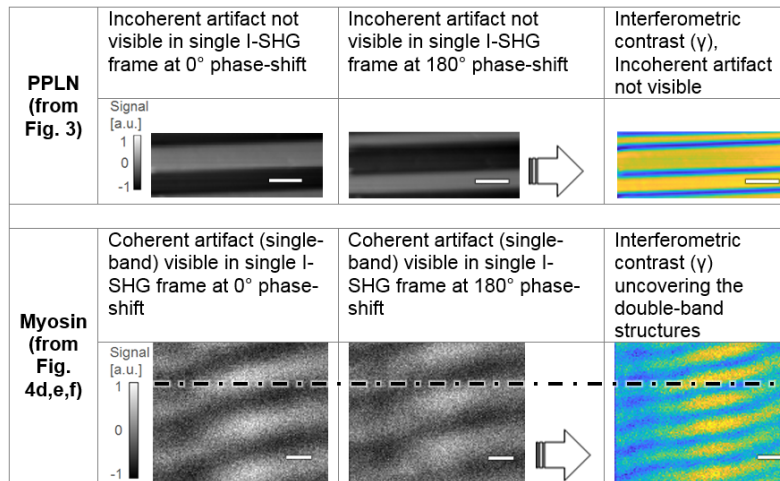 Incoherent artifact not
visible in single I-SHG
frame at 0° phase-shift
Incoherent artifact not
visible in single I-SHG
frame at 180° phase-shift
Interferometric
contrast (γ),
Incoherent artifact
not visible
PPLN
(from
Fig. 3)
Signal
[a.u.]
1
0
-1
Coherent artifact (single-
band) visible in single I-
SHG frame at 0° phase-
shift
Coherent artifact (single-
band) visible in single I-
SHG frame at 180° phase-
shift
Interferometric
contrast (γ)
uncovering the
double-band
structures
Myosin
(from
Fig.
4d,e,f)
Signal
[a.u.]
1
0
-1